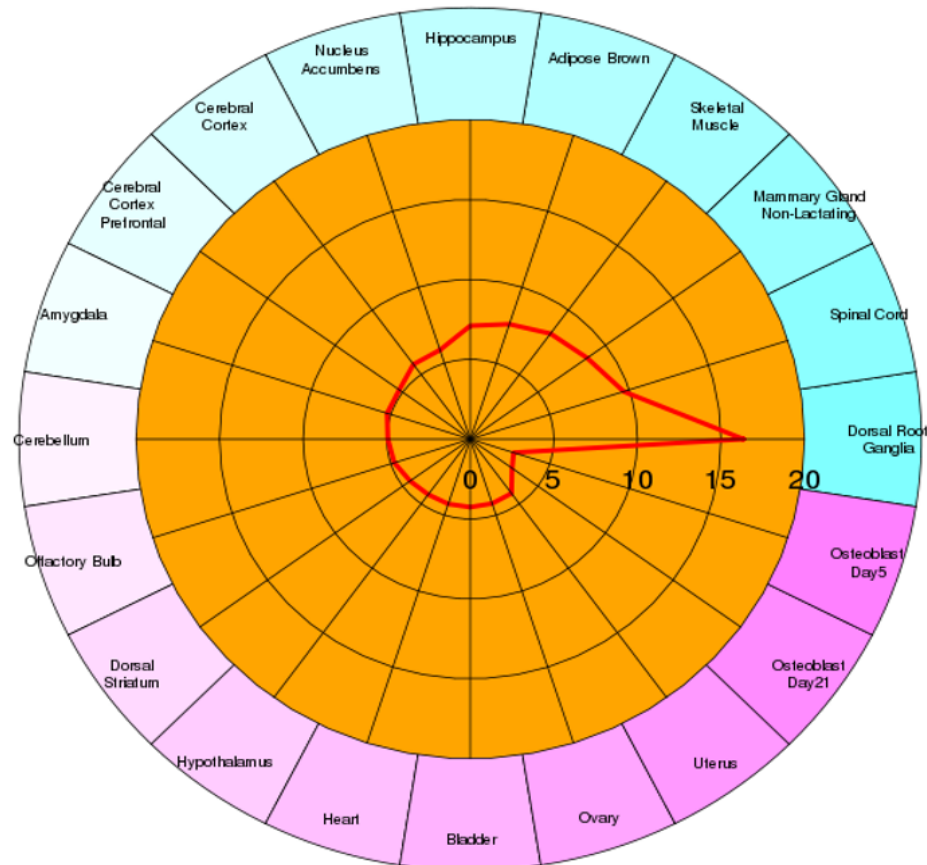 Hippocampus
Adipose Brown
Skeletal
Muscle
Mammary Gland
Non-Lactating
Spinal Cord
Dorsal Root
Ganglia
Osteoblast
Day5
Osteoblast
Day21
Uterus
Ovary
Bladder
Heart
Hypothalamus
Dorsal
Striatum
Olfactory Bulb
Cerebellum
Amygdala
Cerebral
Cortex
Prefrontal
Cerebral
Cortex
Nucleus
Accumbens
0 5 10 15 20